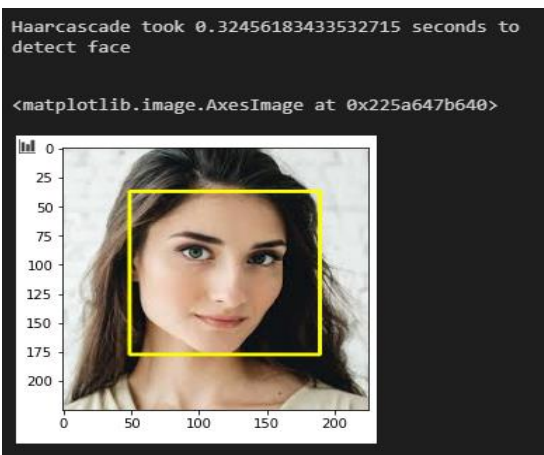 Haarcascade took 0.32456183433532715 seconds to
detect face
<matplotlib.image.AxesImage at 0x225a647b640>
0
25
50
75
100
125
150
175
200
0 50 100 150 200